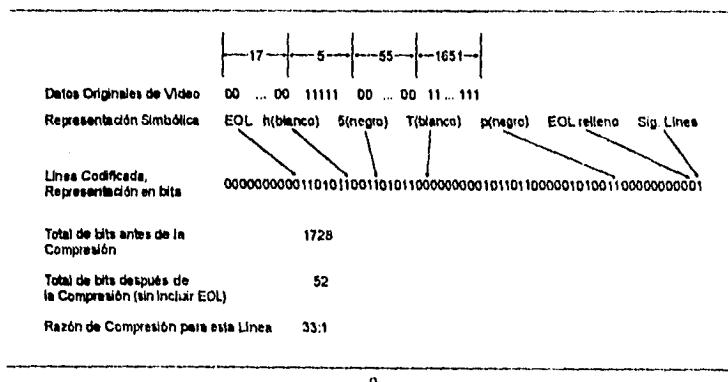 17 5 55 1651
Datos Originales de Video 00 ... 00 11111 00 ... 00 11 ... 111
Representación Simbólica EOL h(blanco) 5(negro) T(blanco) p(negro) EOL relleno Sig. Línea
Línea Codificada,
Representación en bits
Total de bits antes de la 1728
Compresión
Total de bits después de 52
la Compresión (sin incluir EOL)
Razón de Compresión para esta Línea 33:1